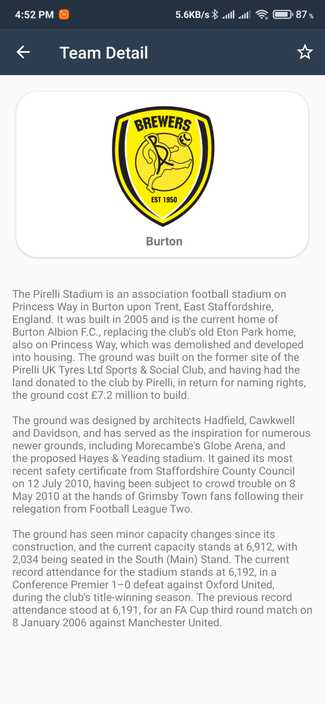 4:52 PM 5.6KB/s 87%
Team Detail
BREWERS
EST 1950
Burton
The Pirelli Stadium is an association football stadium on
Princess Way in Burton upon Trent, East Staffordshire,
England. It was built in 2005 and is the current home of
Burton Albion F.C., replacing the club's old Eton Park home,
also on Princess Way, which was demolished and developed
into housing. The ground was built on the former site of the
Pirelli UK Tyres Ltd Sports & Social Club, and having had the
land donated to the club by Pirelli, in return for naming rights,
the ground cost £7.2 million to build.
The ground was designed by architects Hadfield, Cawkwell
and Davidson, and has served as the inspiration for numerous
newer grounds, including Morecambe's Globe Arena, and
the proposed Hayes & Yeading stadium. It gained its most
recent safety certificate from Staffordshire County Council
on 12 July 2010, having been subject to crowd trouble on 8
May 2010 at the hands of Grimsby Town fans following their
relegation from Football League Two.
The ground has seen minor capacity changes since its
construction, and the current capacity stands at 6,912, with
2,034 being seated in the South (Main) Stand. The current
record attendance for the stadium stands at 6,192, in a
Conference Premier 1–0 defeat against Oxford United,
during the club's title-winning season. The previous record
attendance stood at 6,191, for an FA Cup third round match on
8 January 2006 against Manchester United.